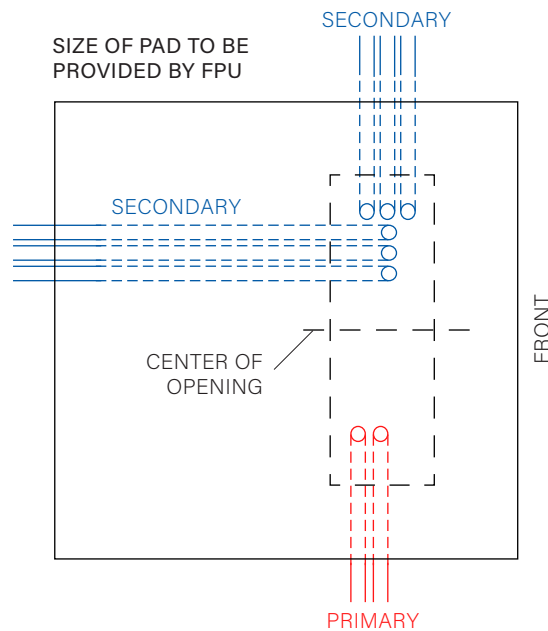 SECONDARY
SIZE OF PAD TO BE
PROVIDED BY FPU
SECONDARY
CENTER OF
OPENING
FRONT
PRIMARY